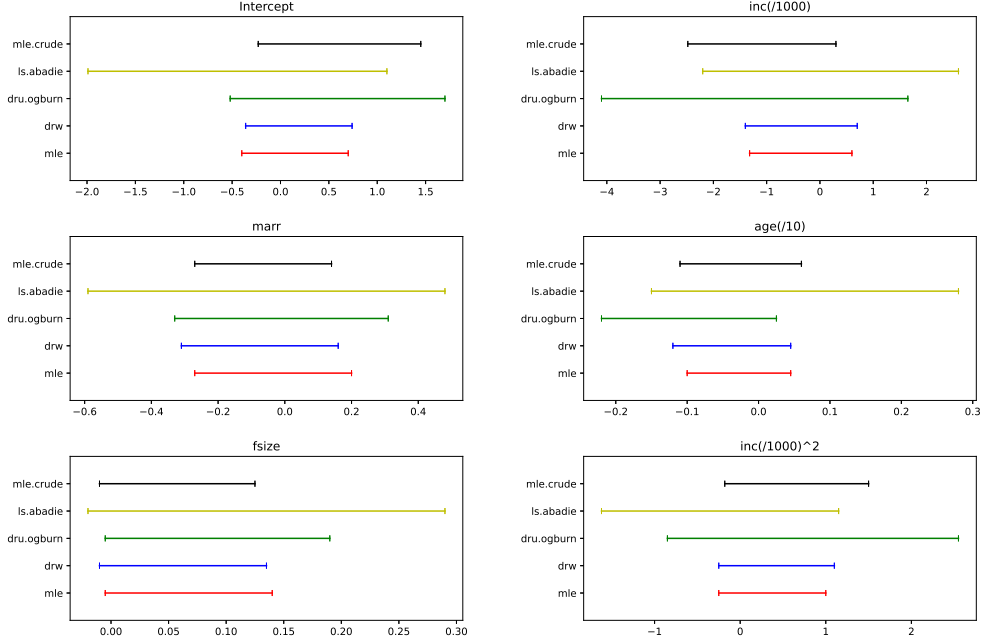 Intercept
mle.crude
ls.abadie
dru.ogburn
drw
mle
−2.0 −1.5 −1.0 −0.5 0.0 0.5 1.0 1.5
inc(/1000)
mle.crude
ls.abadie
dru.ogburn
drw
mle
−4 −3 −2 −1 0 1 2
marr
mle.crude
ls.abadie
dru.ogburn
drw
mle
−0.6 −0.4 −0.2 0.0 0.2 0.4
age(/10)
mle.crude
ls.abadie
dru.ogburn
drw
mle
−0.2 −0.1 0.0 0.1 0.2 0.3
fsize
mle.crude
ls.abadie
dru.ogburn
drw
mle
0.00 0.05 0.10 0.15 0.20 0.25 0.30
inc(/1000)^2
mle.crude
ls.abadie
dru.ogburn
drw
mle
−1 0 1 2